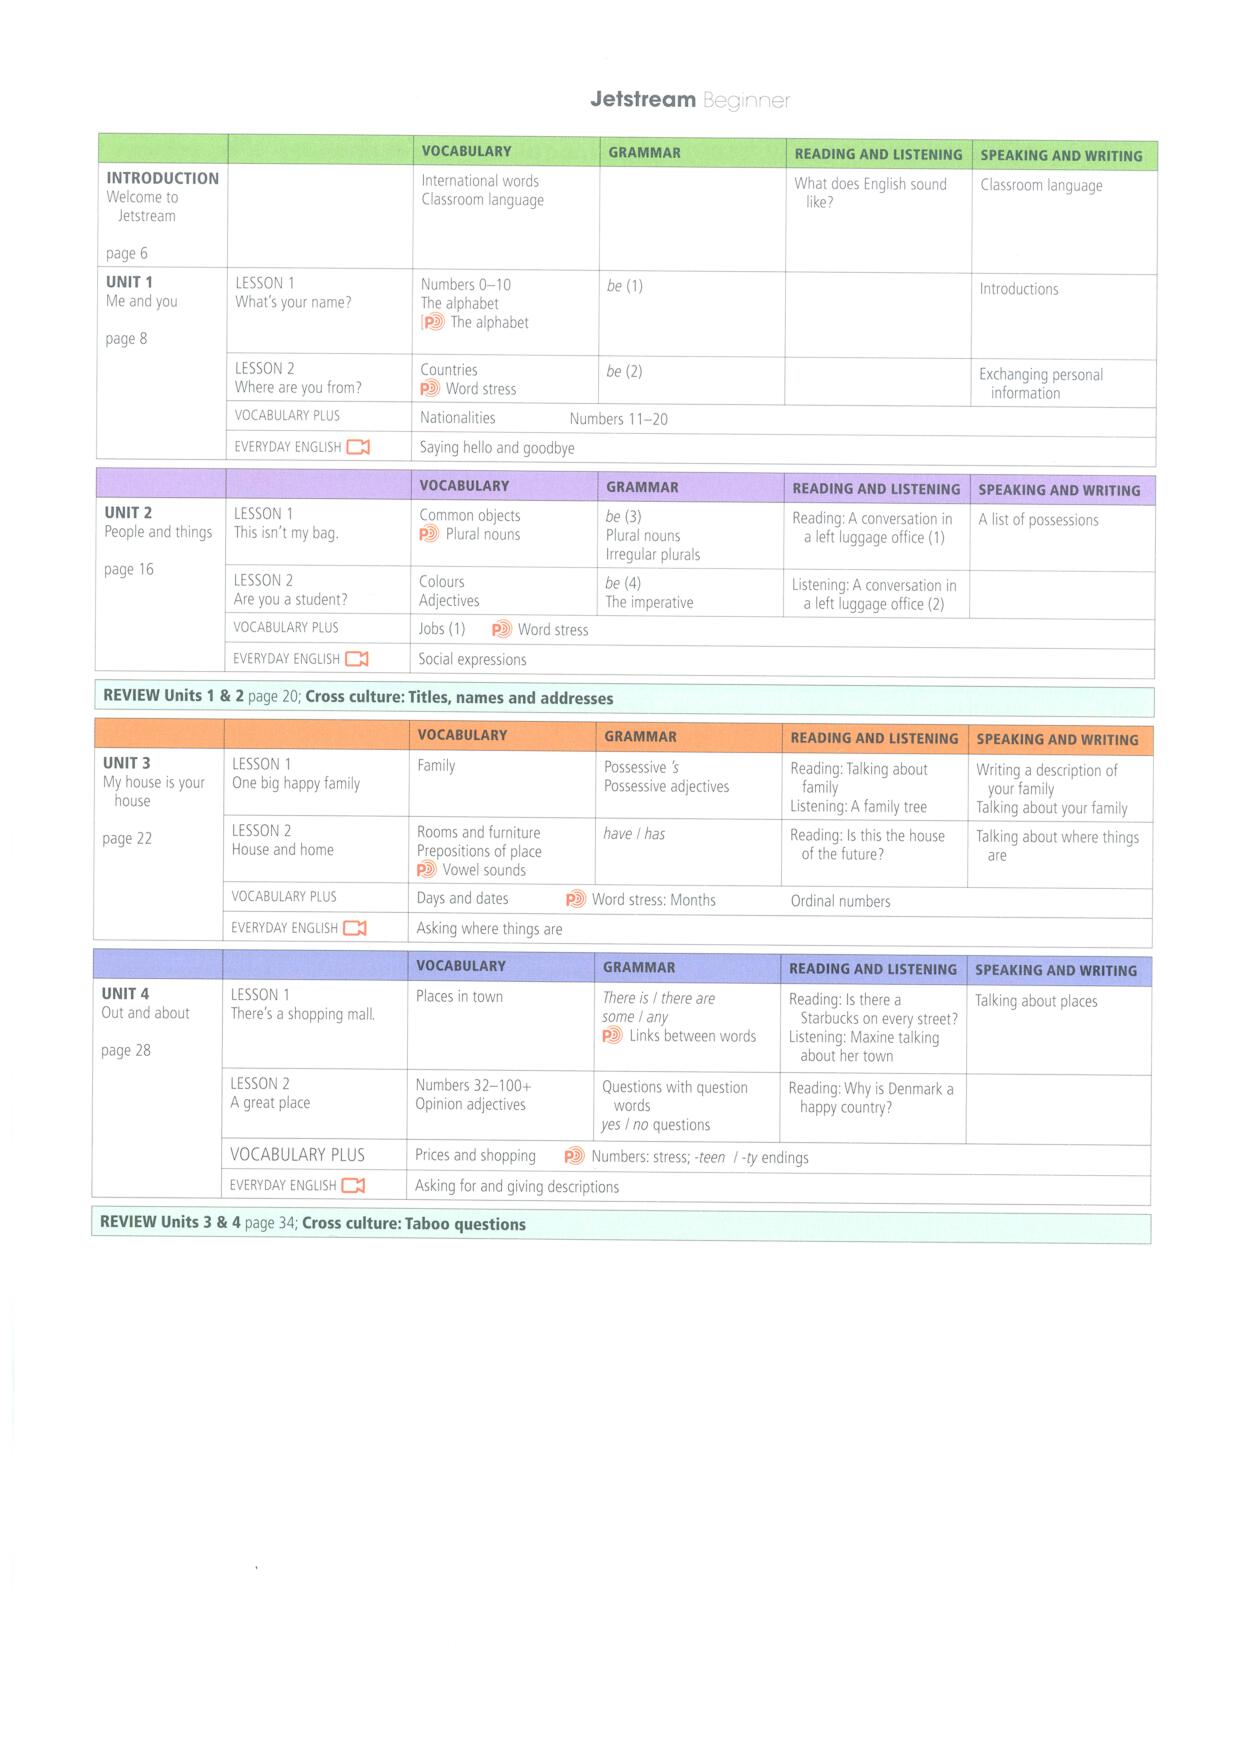 Jetstream Beginner
VOCABULARY GRAMMAR READING AND LISTENING SPEAKING AND WRITING
INTRODUCTION
Welcome to
Jetstream
page 6
International words
Classroom language
What does English sound
like?
Classroom language
UNIT 1
Me and you
page 8
LESSON 1
What's your name?
Numbers 0–10
The alphabet
P The alphabet
be (1)
Introductions
LESSON 2
Where are you from?
Countries
P Word stress
be (2)
Exchanging personal
information
VOCABULARY PLUS
Nationalities Numbers 11–20
EVERYDAY ENGLISH
Saying hello and goodbye
VOCABULARY GRAMMAR READING AND LISTENING SPEAKING AND WRITING
UNIT 2
People and things
page 16
LESSON 1
This isn't my bag.
Common objects
P Plural nouns
be (3)
Plural nouns
Irregular plurals
Reading: A conversation in
a left luggage office (1)
A list of possessions
LESSON 2
Are you a student?
Colours
Adjectives
be (4)
The imperative
Listening: A conversation in
a left luggage office (2)
VOCABULARY PLUS
Jobs (1) P Word stress
EVERYDAY ENGLISH
Social expressions
REVIEW Units 1 & 2 page 20; Cross culture: Titles, names and addresses
VOCABULARY GRAMMAR READING AND LISTENING SPEAKING AND WRITING
UNIT 3
My house is your
house
page 22
LESSON 1
One big happy family
Family
Possessive 's
Possessive adjectives
Reading: Talking about
family
Listening: A family tree
Writing a description of
your family
Talking about your family
LESSON 2
House and home
Rooms and furniture
Prepositions of place
P Vowel sounds
have / has
Reading: Is this the house
of the future?
Talking about where things
are
VOCABULARY PLUS
Days and dates P Word stress: Months Ordinal numbers
EVERYDAY ENGLISH
Asking where things are
VOCABULARY GRAMMAR READING AND LISTENING SPEAKING AND WRITING
UNIT 4
Out and about
page 28
LESSON 1
There's a shopping mall.
Places in town
There is / there are
some / any
P Links between words
Reading: Is there a
Starbucks on every street?
Listening: Maxine talking
about her town
Talking about places
LESSON 2
A great place
Numbers 32–100+
Opinion adjectives
Questions with question
words
yes / no questions
Reading: Why is Denmark a
happy country?
VOCABULARY PLUS
Prices and shopping P Numbers: stress; -teen / -ty endings
EVERYDAY ENGLISH
Asking for and giving descriptions
REVIEW Units 3 & 4 page 34; Cross culture: Taboo questions